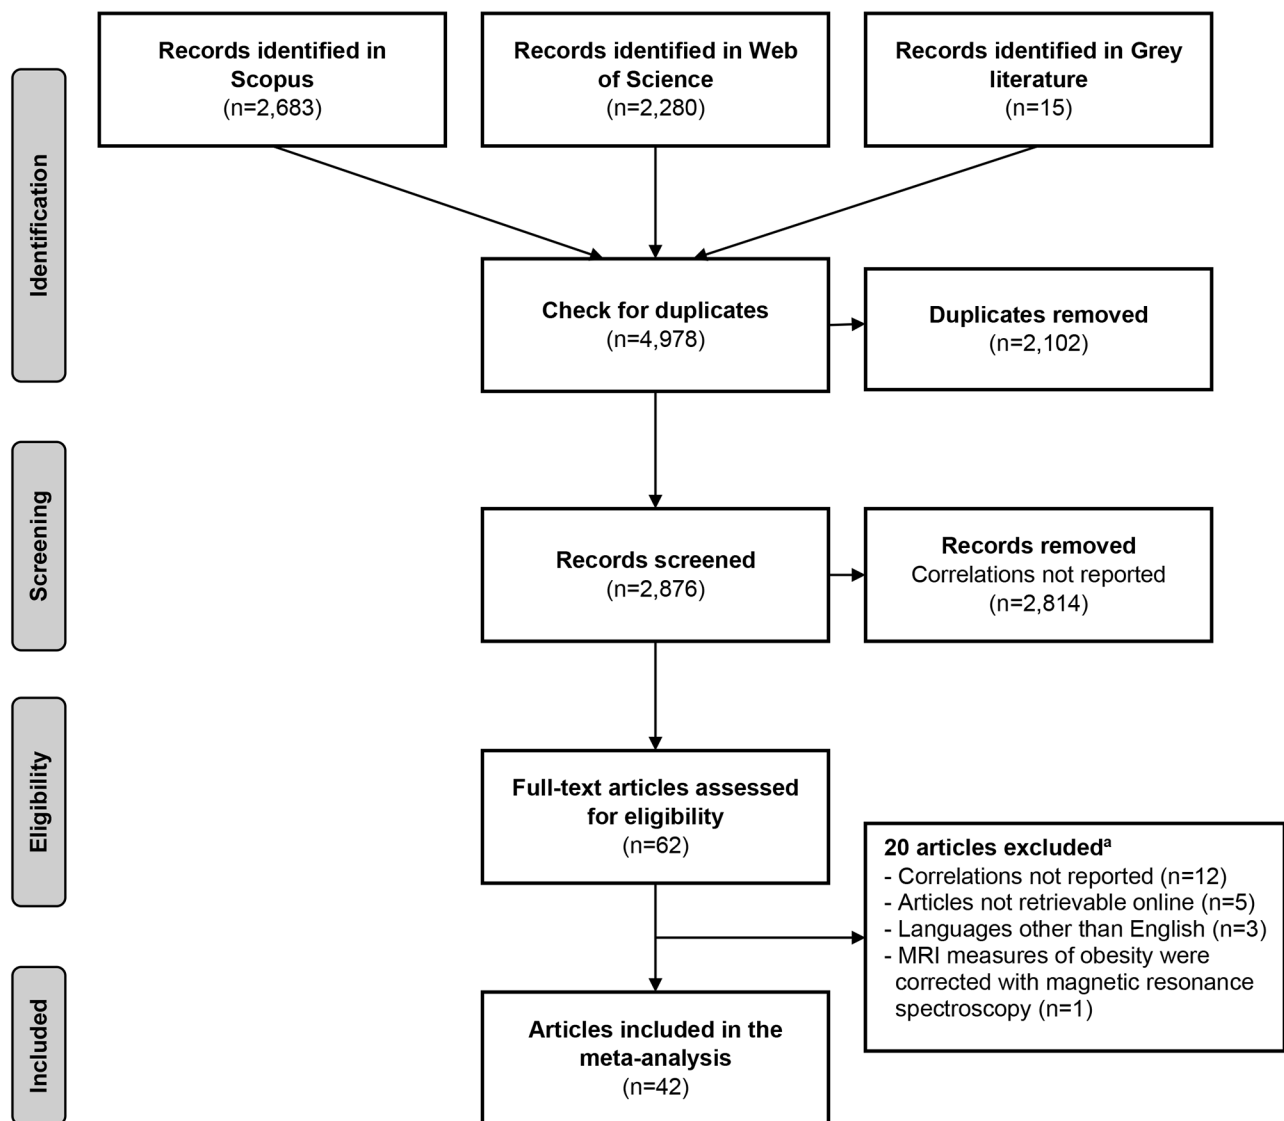 Records identified in
Scopus
(n=2,683)
Records identified in Web
of Science
(n=2,280)
Records identified in Grey
literature
(n=15)
Identification
Check for duplicates
(n=4,978)
Duplicates removed
(n=2,102)
Screening
Records screened
(n=2,876)
Records removed
Correlations not reported
(n=2,814)
Eligibility
Full-text articles assessed
for eligibility
(n=62)
20 articles excludedª
- Correlations not reported (n=12)
- Articles not retrievable online (n=5)
- Languages other than English (n=3)
- MRI measures of obesity were
corrected with magnetic resonance
spectroscopy (n=1)
Included
Articles included in the
meta-analysis
(n=42)